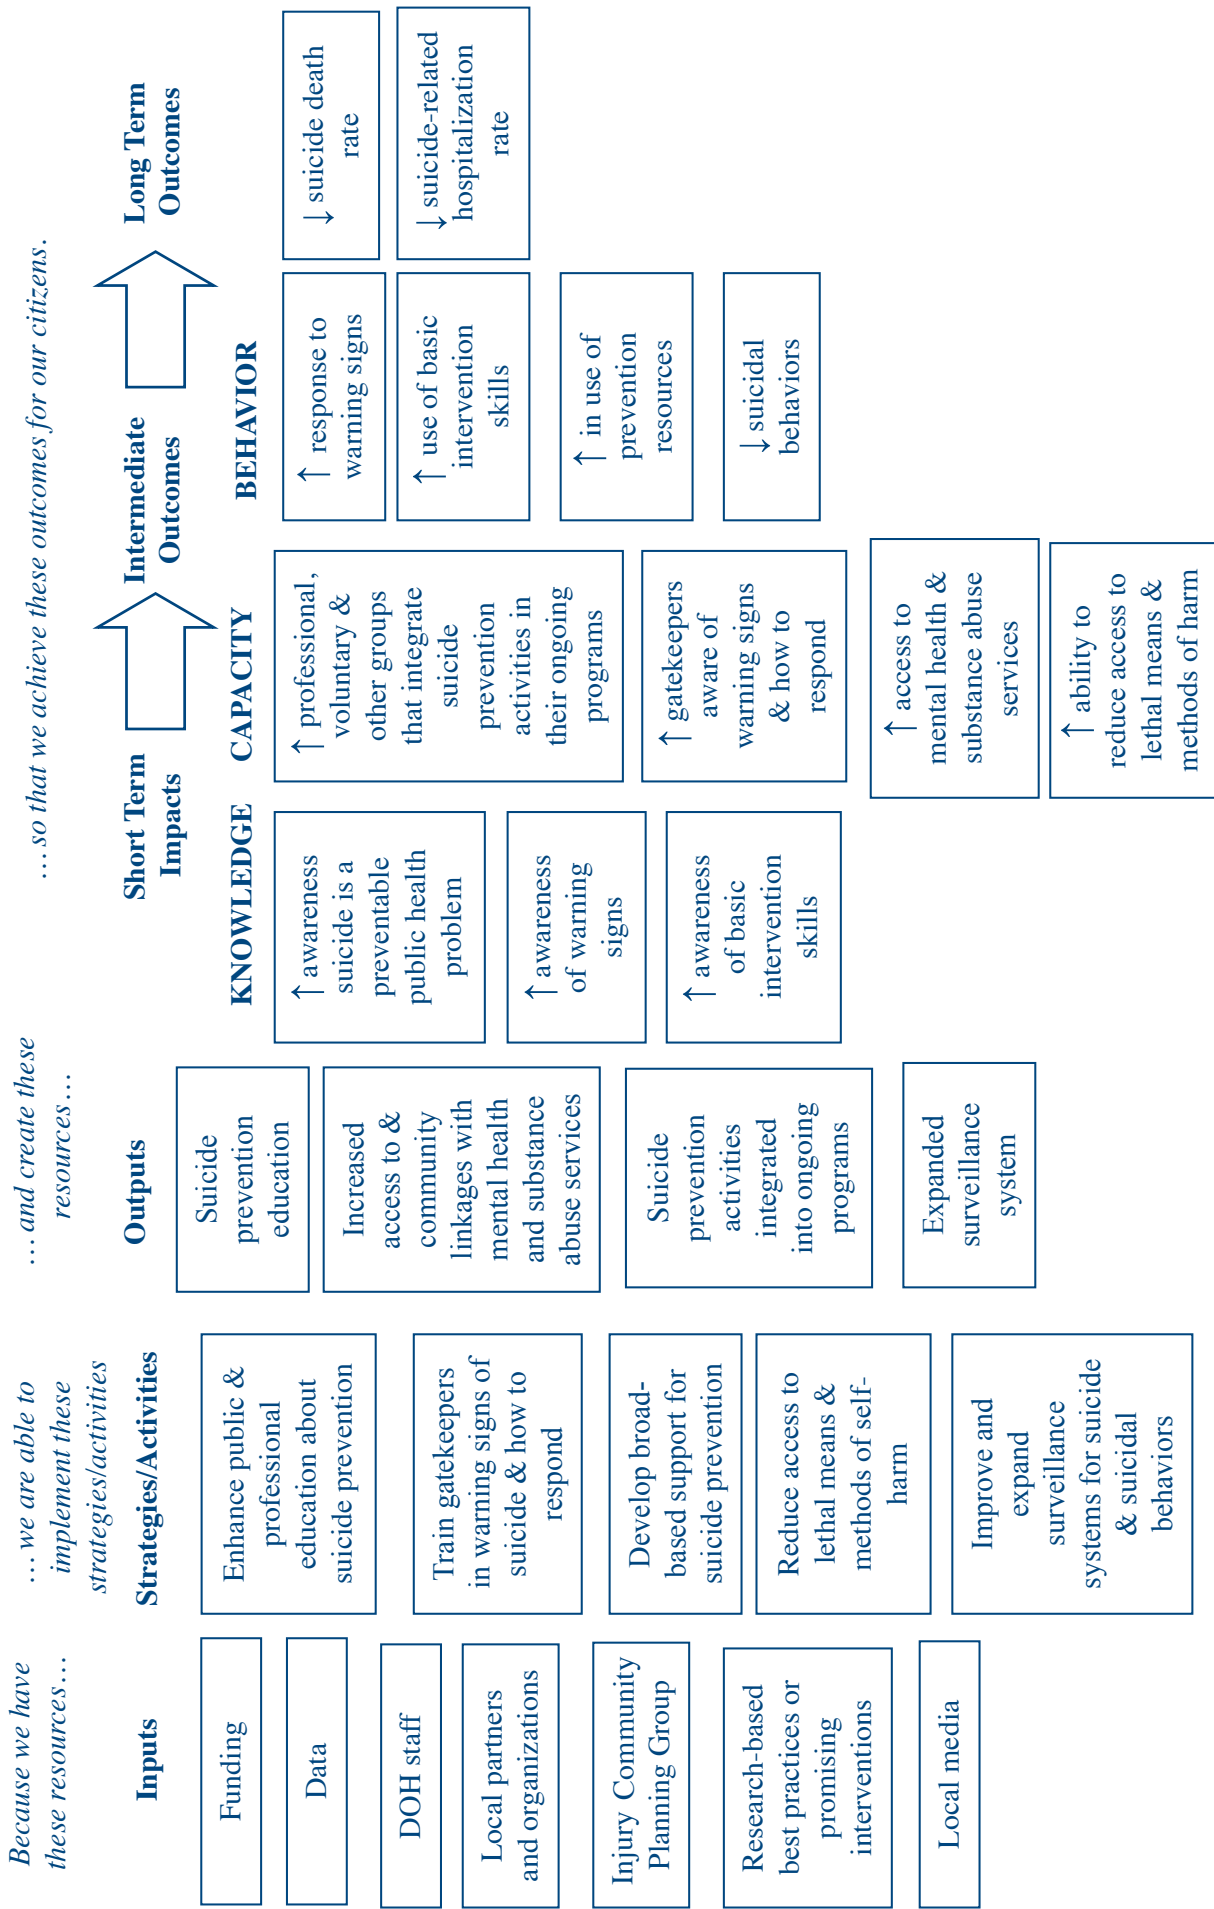 Because we have
these resources…
Inputs
Funding
Data
DOH staff
Local partners
and organizations
Injury Community
Planning Group
Research-based
best practices or
promising
interventions
Local media
…we are able to
implement these
strategies/activities
Strategies/Activities
Enhance public &
professional
education about
suicide prevention
Train gatekeepers
in warning signs of
suicide & how to
respond
Develop broad-
based support for
suicide prevention
Reduce access to
lethal means &
methods of self-
harm
Improve and
expand
surveillance
systems for suicide
& suicidal
behaviors
…and create these
resources…
Outputs
Suicide
prevention
education
Increased
access to &
community
linkages with
mental health
and substance
abuse services
Suicide
prevention
activities
integrated
into ongoing
programs
Expanded
surveillance
system
…so that we achieve these outcomes for our citizens.
Short Term
Impacts
KNOWLEDGE
↑ awareness
suicide is a
preventable
public health
problem
↑ awareness
of warning
signs
↑ awareness
of basic
intervention
skills
CAPACITY
↑ professional,
voluntary &
other groups
that integrate
suicide
prevention
activities in
their ongoing
programs
↑ gatekeepers
aware of
warning signs
& how to
respond
↑ access to
mental health &
substance abuse
services
↑ ability to
reduce access to
lethal means &
methods of harm
Intermediate
Outcomes
BEHAVIOR
↑ response to
warning signs
↑ use of basic
intervention
skills
↑ in use of
prevention
resources
↓ suicidal
behaviors
Long Term
Outcomes
↓ suicide death
rate
↓ suicide-related
hospitalization
rate